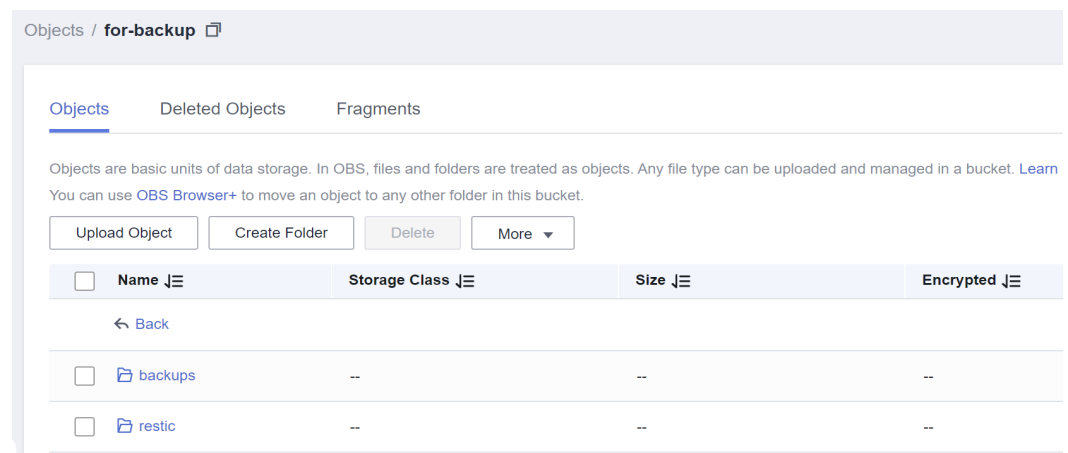 Objects / for-backup
Objects Deleted Objects Fragments
Objects are basic units of data storage. In OBS, files and folders are treated as objects. Any file type can be uploaded and managed in a bucket. Learn
You can use OBS Browser+ to move an object to any other folder in this bucket.
Upload Object Create Folder Delete More
Name Storage Class Size Encrypted
Back
backups -- -- --
restic -- -- --